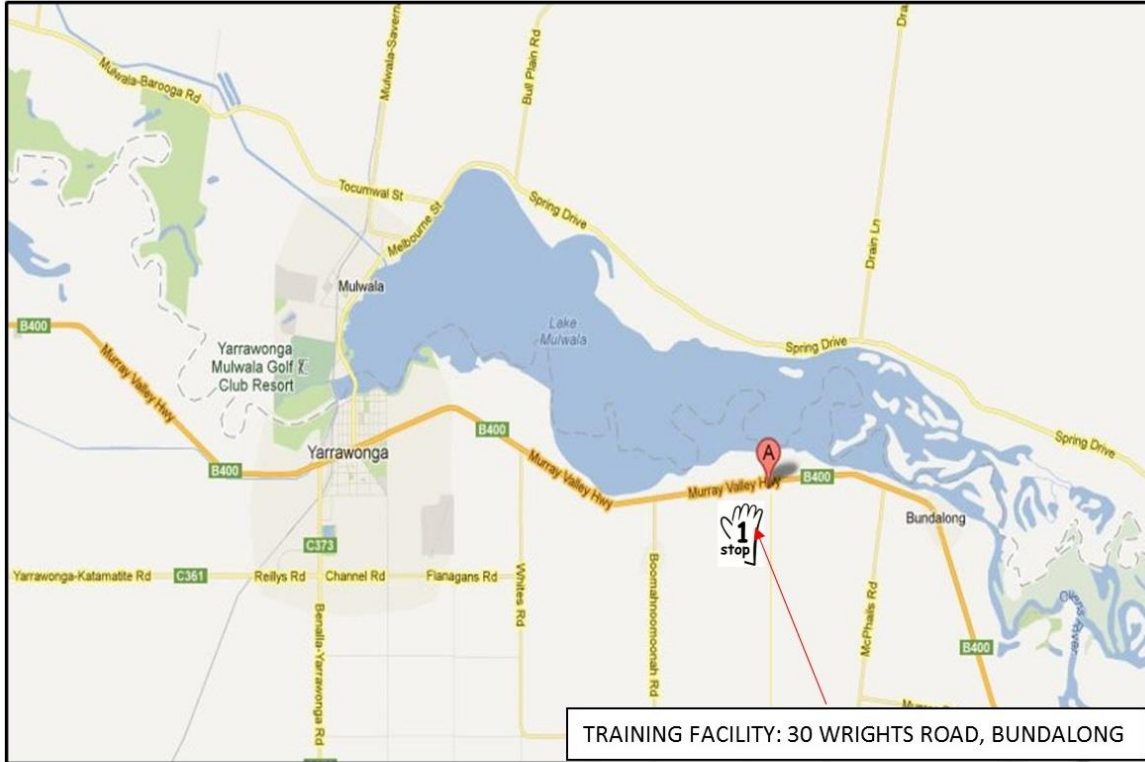 Mulwala-Barooga Rd
Mulwala-Savern
Bull Plain Rd
Drain Ln
Tocumwal St
Melbourne St
Spring Drive
Mulwala
Lake
Mulwala
Spring Drive
Spring Drive
B400
Murray Valley Hwy
Yarrawonga
Mulwala Golf
Club Resort
B400
Yarrawonga
B400
Murray Valley Hwy
A
Murray Valley Hwy
B400
1
stop
Bundalong
C373
Yarrawonga-Katamatite Rd
C361
Reillys Rd
Channel Rd
Flanagans Rd
Whites Rd
Boomahnoomoonah Rd
McPhails Rd
Ovens River
B400
Benalla-Yarrawonga Rd
TRAINING FACILITY: 30 WRIGHTS ROAD, BUNDALONG